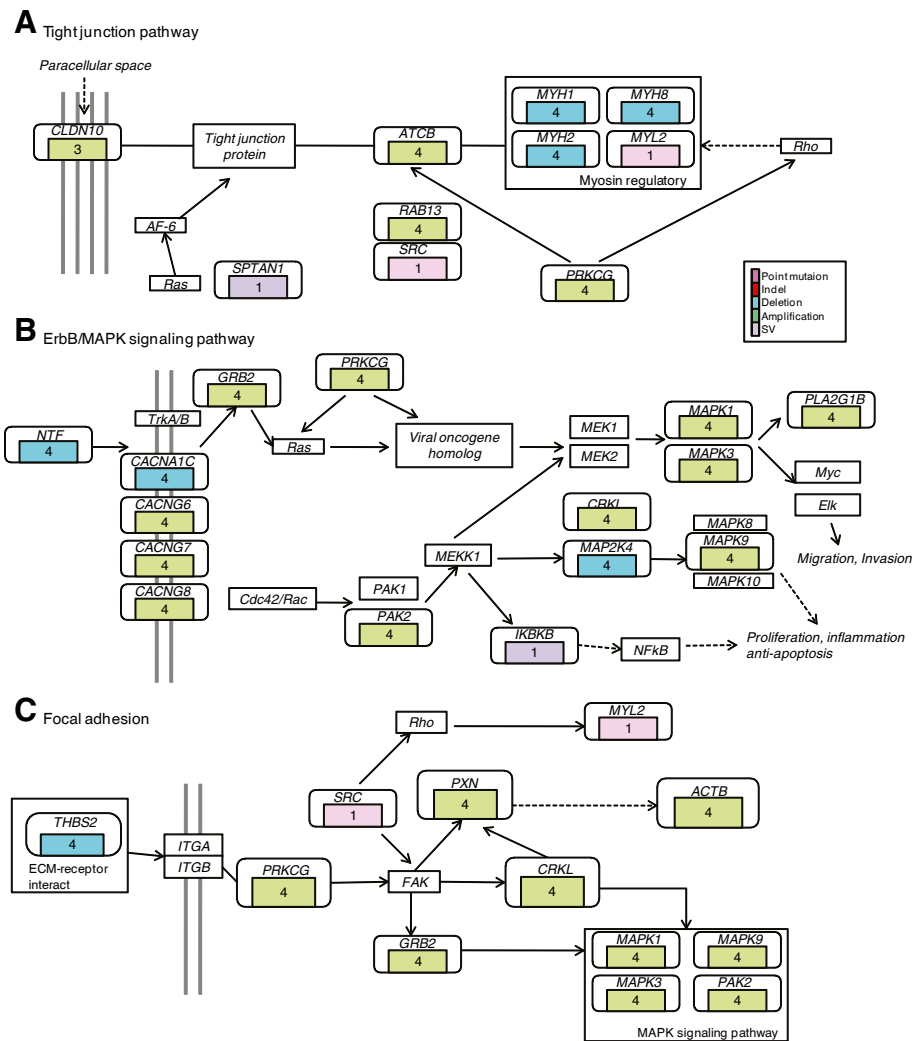 A Tight junction pathway
Paracellular space
CLDN10
3
Tight junction
protein
ATCB
4
MYH1
4
MYH8
4
MYH2
4
MYL2
1
Myosin regulatory
Rho
AF-6
Ras
SPTAN1
1
RAB13
4
SRC
1
PRKCG
4
Point mutaion
Indel
Deletion
Amplification
SV
B ErbB/MAPK signaling pathway
NTF
4
TrkA/B
CACNA1C
4
CACNG6
4
CACNG7
4
CACNG8
4
GRB2
4
PRKCG
4
Ras
Viral oncogene
homolog
MEK1
MEK2
MAPK1
4
MAPK3
4
PLA2G1B
4
Myc
Elk
Migration, Invasion
CRKL
4
MEKK1
MAP2K4
4
MAPK8
MAPK9
4
MAPK10
Cdc42/Rac
PAK1
PAK2
4
IKBKB
1
NFkB
Proliferation, inflammation
anti-apoptosis
C Focal adhesion
Rho
MYL2
1
SRC
1
PXN
4
ACTB
4
THBS2
4
ECM-receptor
interact
ITGA
ITGB
PRKCG
4
FAK
CRKL
4
GRB2
4
MAPK1
4
MAPK9
4
MAPK3
4
PAK2
4
MAPK signaling pathway